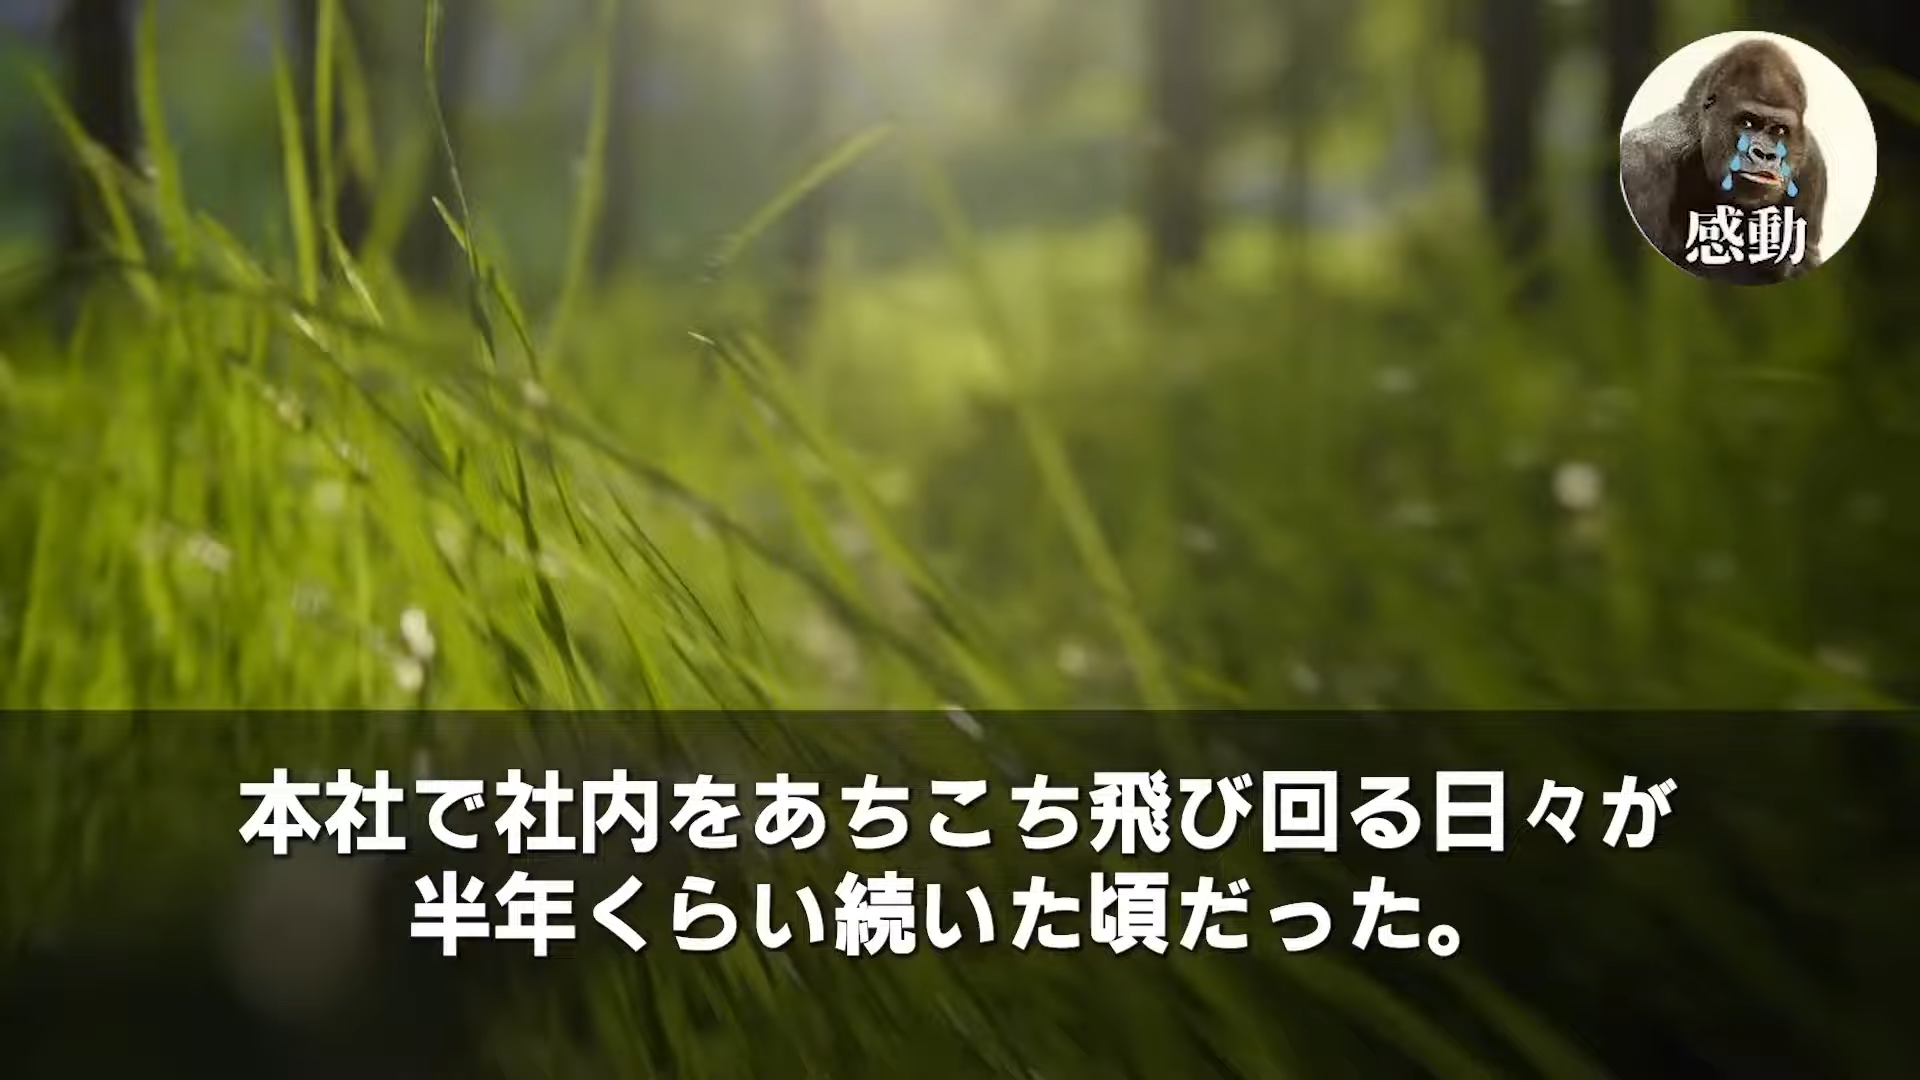 感動
本社で社内をあちこち飛び回る日々が
半年くらい続いた頃だった。